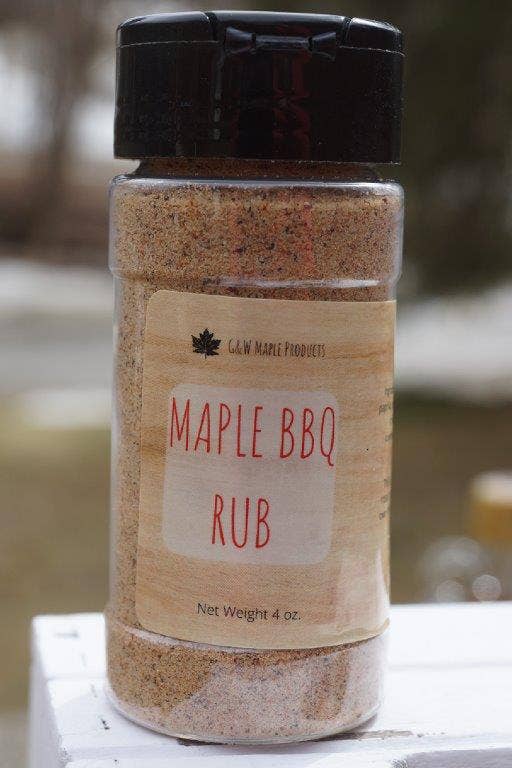 G&W MAPLE PRODUCTS
MAPLE BBQ
RUB
Net Weight 4 oz.